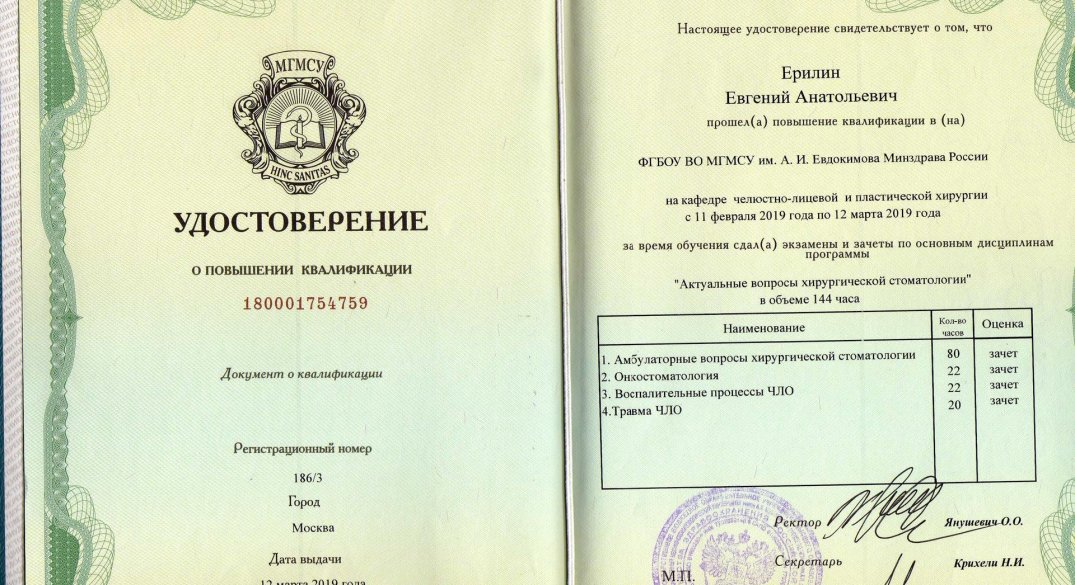 МГМСУ
HINC SANITAS
УДОСТОВЕРЕНИЕ
О ПОВЫШЕНИИ КВАЛИФИКАЦИИ
180001754759
Документ о квалификации
Регистрационный номер
186/3
Город
Москва
Дата выдачи
12 марта 2019 года
Настоящее удостоверение свидетельствует о том, что
Ерилин
Евгений Анатольевич
прошел(а) повышение квалификации в (на)
ФГБОУ ВО МГМСУ им. А. И. Евдокимова Минздрава России
на кафедре челюстно-лицевой и пластической хирургии
с 11 февраля 2019 года по 12 марта 2019 года
за время обучения сдал(а) экзамены и зачеты по основным дисциплинам
программы
"Актуальные вопросы хирургической стоматологии"
в объеме 144 часа
Наименование Кол-во часов Оценка
1. Амбулаторные вопросы хирургической стоматологии 80 зачет
2. Онкостоматология 22 зачет
3. Воспалительные процессы ЧЛО 22 зачет
4.Травма ЧЛО 20 зачет
Ректор Янушевич О.О.
Секретарь Крихели Н.И.
М.П.